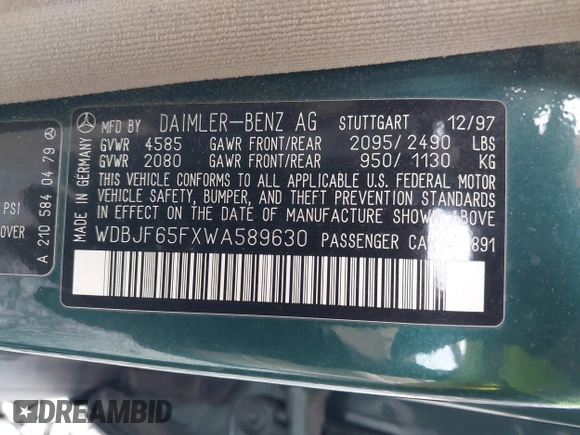 MFD BY DAIMLER-BENZ AG STUTTGART 12/97
GVWR 4585 GAWR FRONT/REAR 2095/2490 LBS
GVWR 2080 GAWR FRONT/REAR 950/1130 KG
THIS VEHICLE CONFORMS TO ALL APPLICABLE U.S. FEDERAL MOTOR
VEHICLE SAFETY, BUMPER, AND THEFT PREVENTION STANDARDS
IN EFFECT ON THE DATE OF MANUFACTURE SHOWN ABOVE
WDBJF65FXWA589630 PASSENGER 891
MADE IN GERMANY
A 210 584 04 79
PSI
OVER
DREAMBID